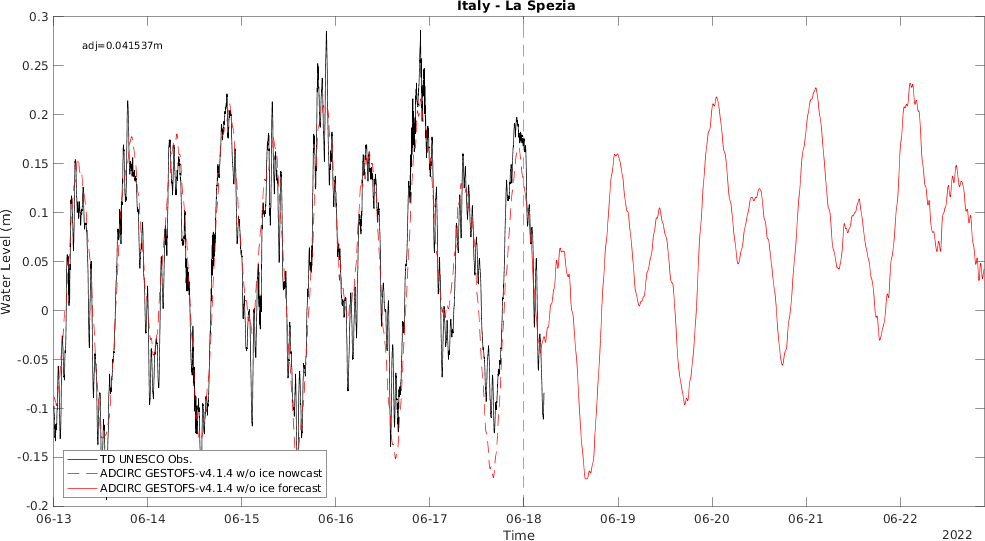 Italy - La Spezia
adj=0.041537m
Water Level (m)
0.3
0.25
0.2
0.15
0.1
0.05
0
-0.05
-0.1
-0.15
-0.2
TD UNESCO Obs.
ADCIRC GESTOFS-v4.1.4 w/o ice nowcast
ADCIRC GESTOFS-v4.1.4 w/o ice forecast
06-13 06-14 06-15 06-16 06-17 06-18 06-19 06-20 06-21 06-22
Time
2022